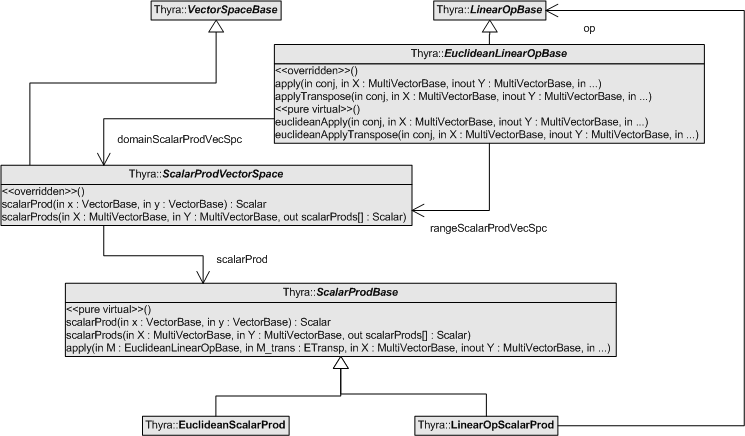 Thyra::VectorSpaceBase
Thyra::LinearOpBase
op
Thyra::EuclideanLinearOpBase
<<overridden>>()
apply(in conj, in X : MultiVectorBase, inout Y : MultiVectorBase, in ...)
applyTranspose(in conj, in X : MultiVectorBase, inout Y : MultiVectorBase, in ...)
<<pure virtual>>()
euclideanApply(in conj, in X : MultiVectorBase, inout Y : MultiVectorBase, in ...)
euclideanApplyTranspose(in conj, in X : MultiVectorBase, inout Y : MultiVectorBase, in ...)
domainScalarProdVecSpc
Thyra::ScalarProdVectorSpace
<<overridden>>()
scalarProd(in x : VectorBase, in y : VectorBase) : Scalar
scalarProds(in X : MultiVectorBase, in Y : MultiVectorBase, out scalarProds[] : Scalar)
rangeScalarProdVecSpc
scalarProd
Thyra::ScalarProdBase
<<pure virtual>>()
scalarProd(in x : VectorBase, in y : VectorBase) : Scalar
scalarProds(in X : MultiVectorBase, in Y : MultiVectorBase, out scalarProds[] : Scalar)
apply(in M : EuclideanLinearOpBase, in M_trans : ETransp, in X : MultiVectorBase, inout Y : MultiVectorBase, in ...)
Thyra::EuclideanScalarProd
Thyra::LinearOpScalarProd